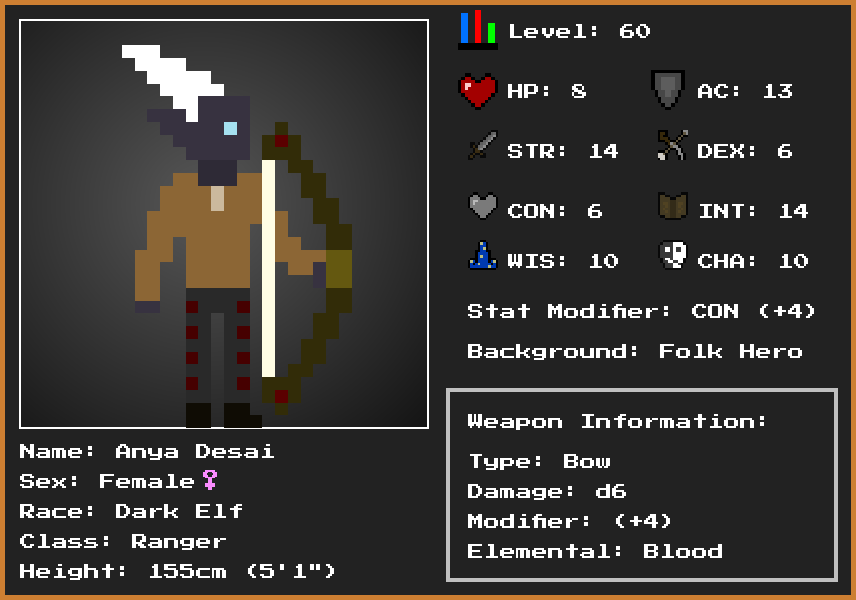 Level: 60
HP: 8
AC: 13
STR: 14
DEX: 6
CON: 6
INT: 14
WIS: 10
CHA: 10
Stat Modifier: CON (+4)
Background: Folk Hero
Weapon Information:
Type: Bow
Damage: d6
Modifier: (+4)
Elemental: Blood
Name: Anya Desai
Sex: Female♀
Race: Dark Elf
Class: Ranger
Height: 155cm (5'1")